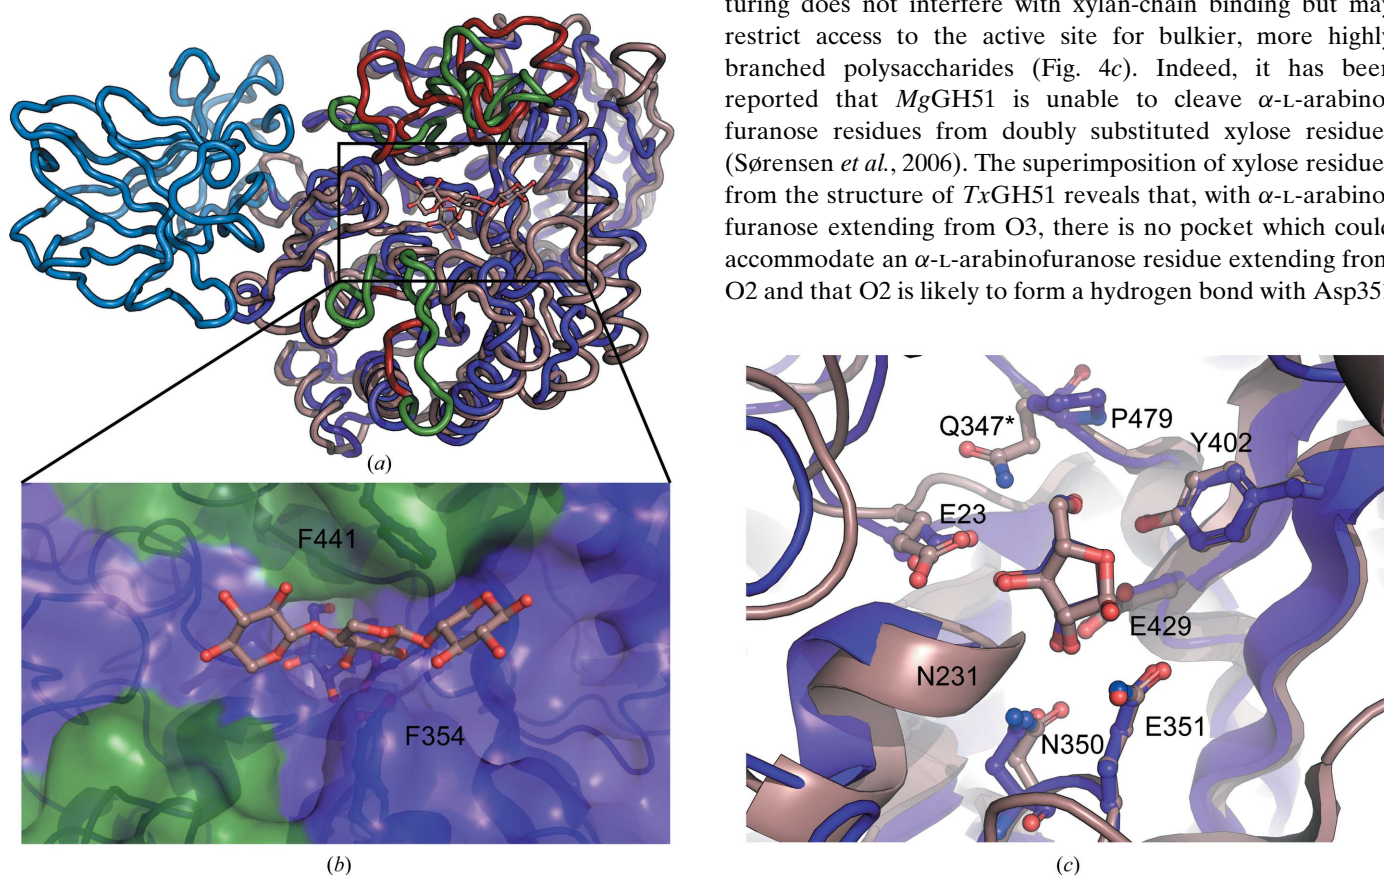 turing does not interfere with xylan-chain binding but may
restrict access to the active site for bulkier, more highly
branched polysaccharides (Fig. 4c). Indeed, it has been
reported that MgGH51 is unable to cleave α-L-arabino
furanose residues from doubly substituted xylose residue
(Sørensen et al., 2006). The superimposition of xylose residue
from the structure of TxGH51 reveals that, with α-L-arabino
furanose extending from O3, there is no pocket which could
accommodate an α-L-arabinofuranose residue extending from
O2 and that O2 is likely to form a hydrogen bond with Asp351
(a)
F441
F354
(b)
Q347*
P479
Y402
E23
E429
N231
N350
E351
(c)